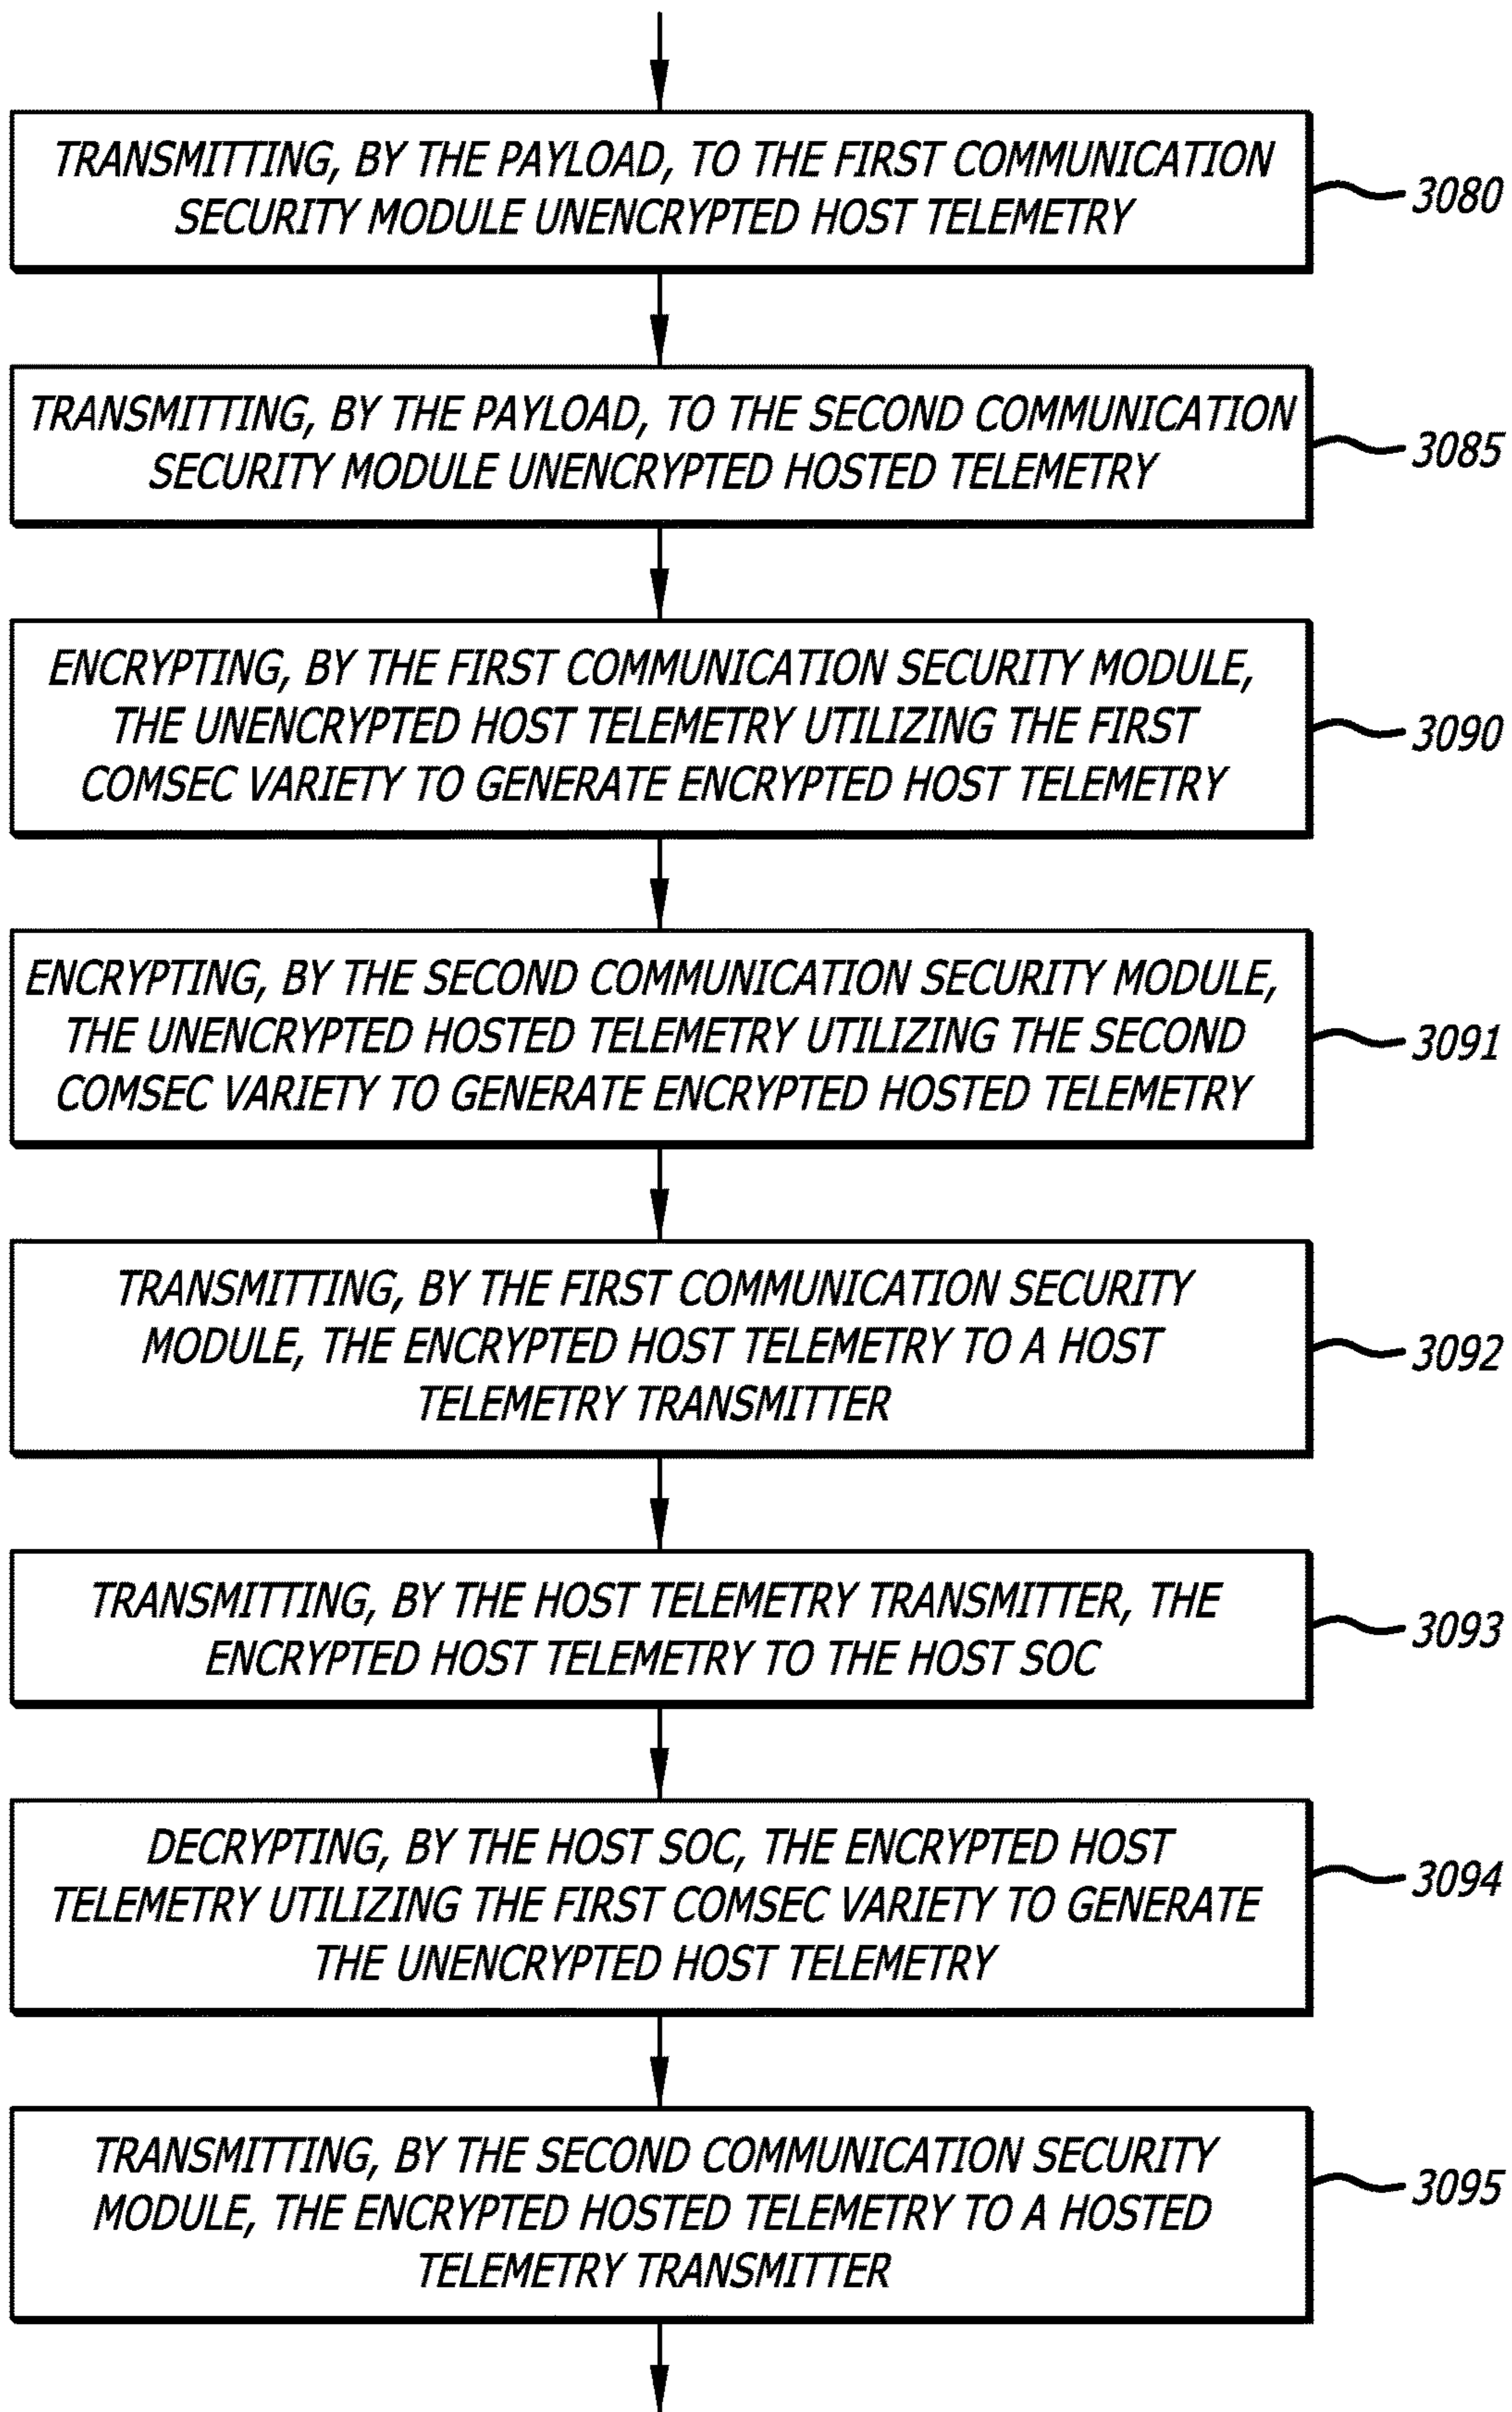 TRANSMITTING, BY THE PAYLOAD, TO THE FIRST COMMUNICATION
SECURITY MODULE UNENCRYPTED HOST TELEMETRY
3080
TRANSMITTING, BY THE PAYLOAD, TO THE SECOND COMMUNICATION
SECURITY MODULE UNENCRYPTED HOSTED TELEMETRY
3085
ENCRYPTING, BY THE FIRST COMMUNICATION SECURITY MODULE,
THE UNENCRYPTED HOST TELEMETRY UTILIZING THE FIRST
COMSEC VARIETY TO GENERATE ENCRYPTED HOST TELEMETRY
3090
ENCRYPTING, BY THE SECOND COMMUNICATION SECURITY MODULE,
THE UNENCRYPTED HOSTED TELEMETRY UTILIZING THE SECOND
COMSEC VARIETY TO GENERATE ENCRYPTED HOSTED TELEMETRY
3091
TRANSMITTING, BY THE FIRST COMMUNICATION SECURITY
MODULE, THE ENCRYPTED HOST TELEMETRY TO A HOST
TELEMETRY TRANSMITTER
3092
TRANSMITTING, BY THE HOST TELEMETRY TRANSMITTER, THE
ENCRYPTED HOST TELEMETRY TO THE HOST SOC
3093
DECRYPTING, BY THE HOST SOC, THE ENCRYPTED HOST
TELEMETRY UTILIZING THE FIRST COMSEC VARIETY TO GENERATE
THE UNENCRYPTED HOST TELEMETRY
3094
TRANSMITTING, BY THE SECOND COMMUNICATION SECURITY
MODULE, THE ENCRYPTED HOSTED TELEMETRY TO A HOSTED
TELEMETRY TRANSMITTER
3095